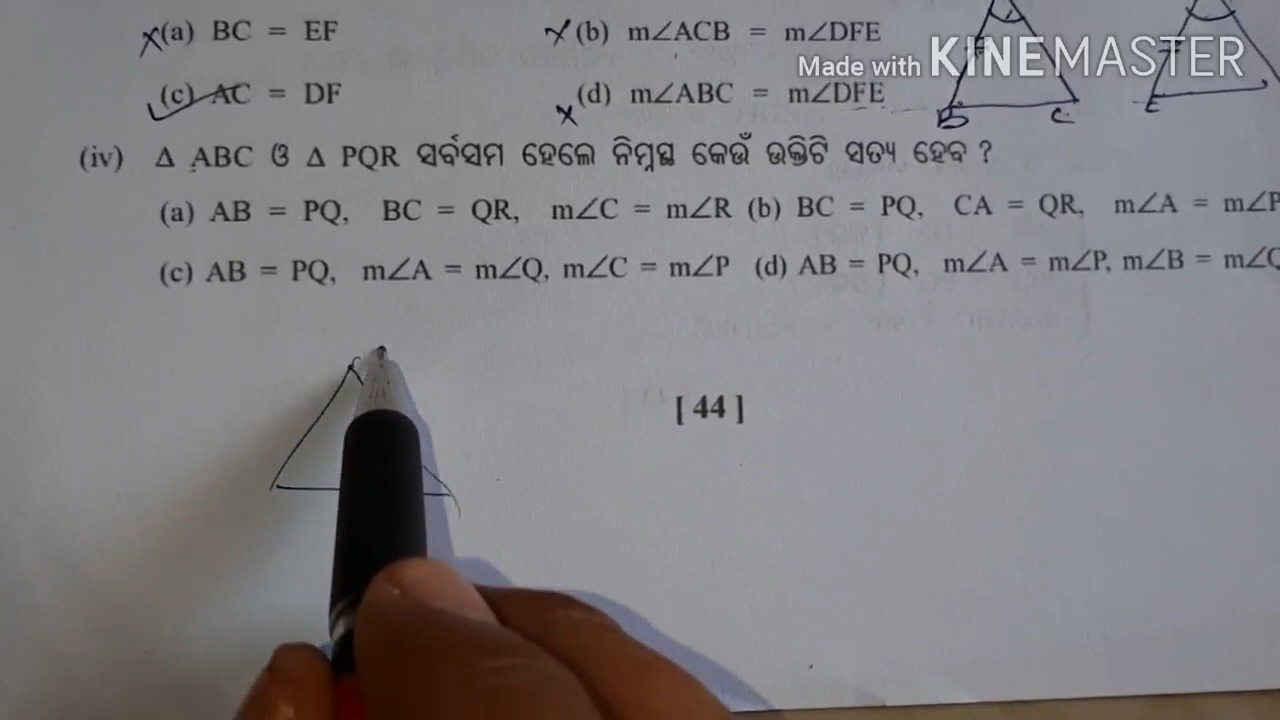 (a) BC = EF (b) m∠ACB = m∠DFE
Made with KINEMASTER
(c) AC = DF (d) m∠ABC = m∠DFE
B C E
(iv) Δ ABC ଓ Δ PQR ସର୍ବସମ ହେଲେ ନିମ୍ନସ୍ଥ କେଉଁ ଉକ୍ତିଟି ସତ୍ୟ ହେବ ?
(a) AB = PQ, BC = QR, m∠C = m∠R (b) BC = PQ, CA = QR, m∠A = m∠P
(c) AB = PQ, m∠A = m∠Q, m∠C = m∠P (d) AB = PQ, m∠A = m∠P, m∠B = m∠Q
[ 44 ]